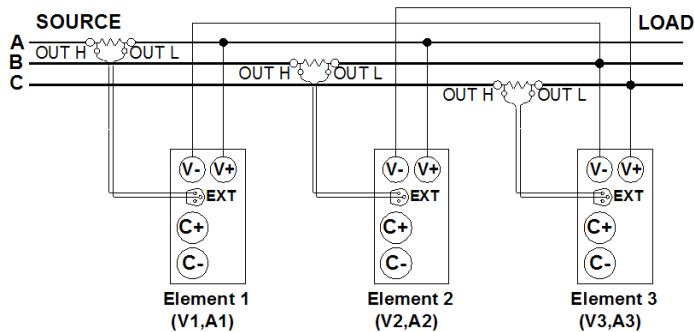 SOURCE LOAD
A
OUT H OUT L
B
OUT H OUT L
C
OUT H OUT L
V- V+ V- V+ V- V+
EXT EXT EXT
C+ C+ C+
C- C- C-
Element 1 Element 2 Element 3
(V1,A1) (V2,A2) (V3,A3)